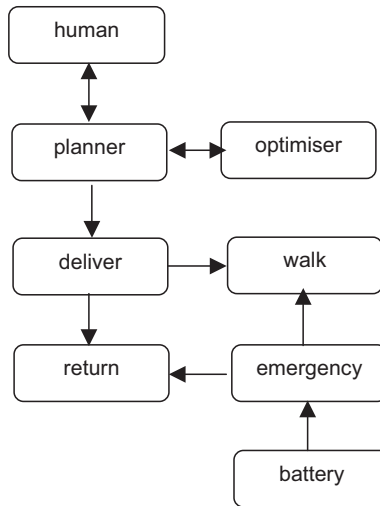 human
planner
optimiser
deliver
walk
return
emergency
battery